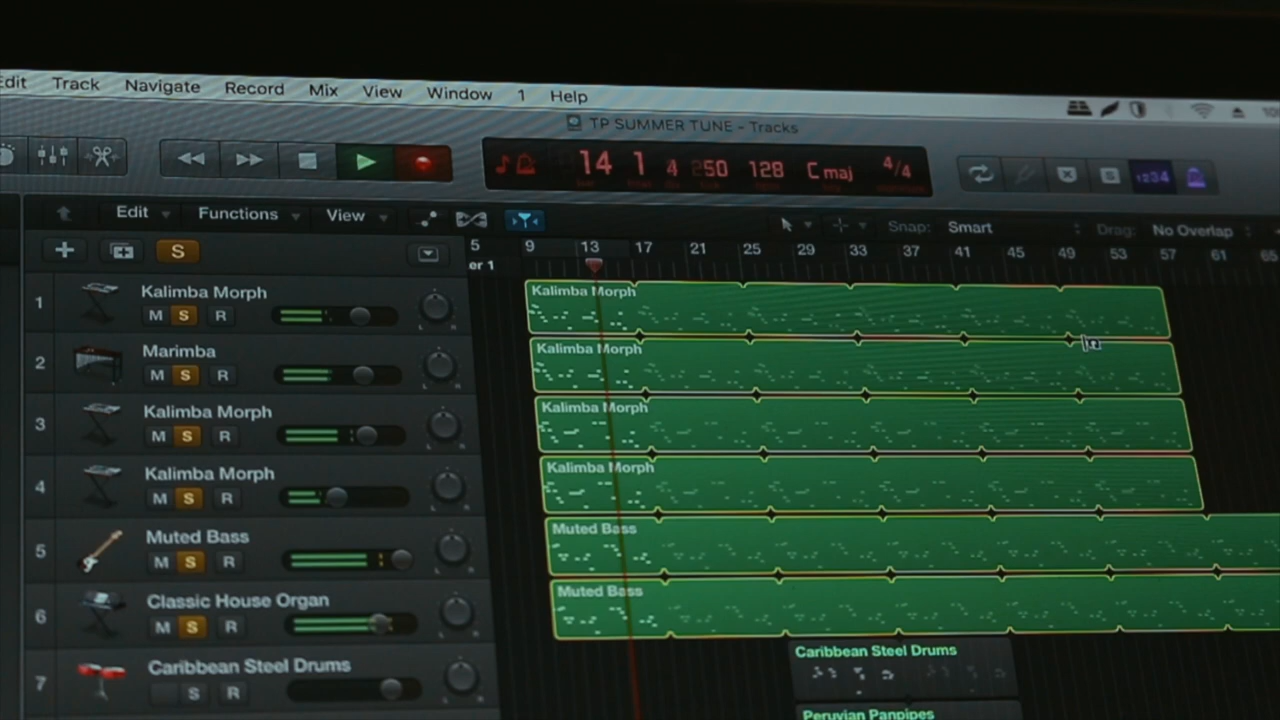 Edit Track Navigate Record Mix View Window 1 Help
TP SUMMER TUNE - Tracks
14 1 4 250 128 C maj 4/4
1234
Edit Functions View Snap: Smart Drag: No Overlap
S
5 9 13 17 21 25 29 33 37 41 45 49 53 57 61 65
er 1
1 Kalimba Morph
M S R
Kalimba Morph
2 Marimba
M S R
Kalimba Morph
3 Kalimba Morph
M S R
Kalimba Morph
4 Kalimba Morph
M S R
Kalimba Morph
5 Muted Bass
M S R
Muted Bass
6 Classic House Organ
M S R
Muted Bass
7 Caribbean Steel Drums
S R
Caribbean Steel Drums
Peruvian Panpipes